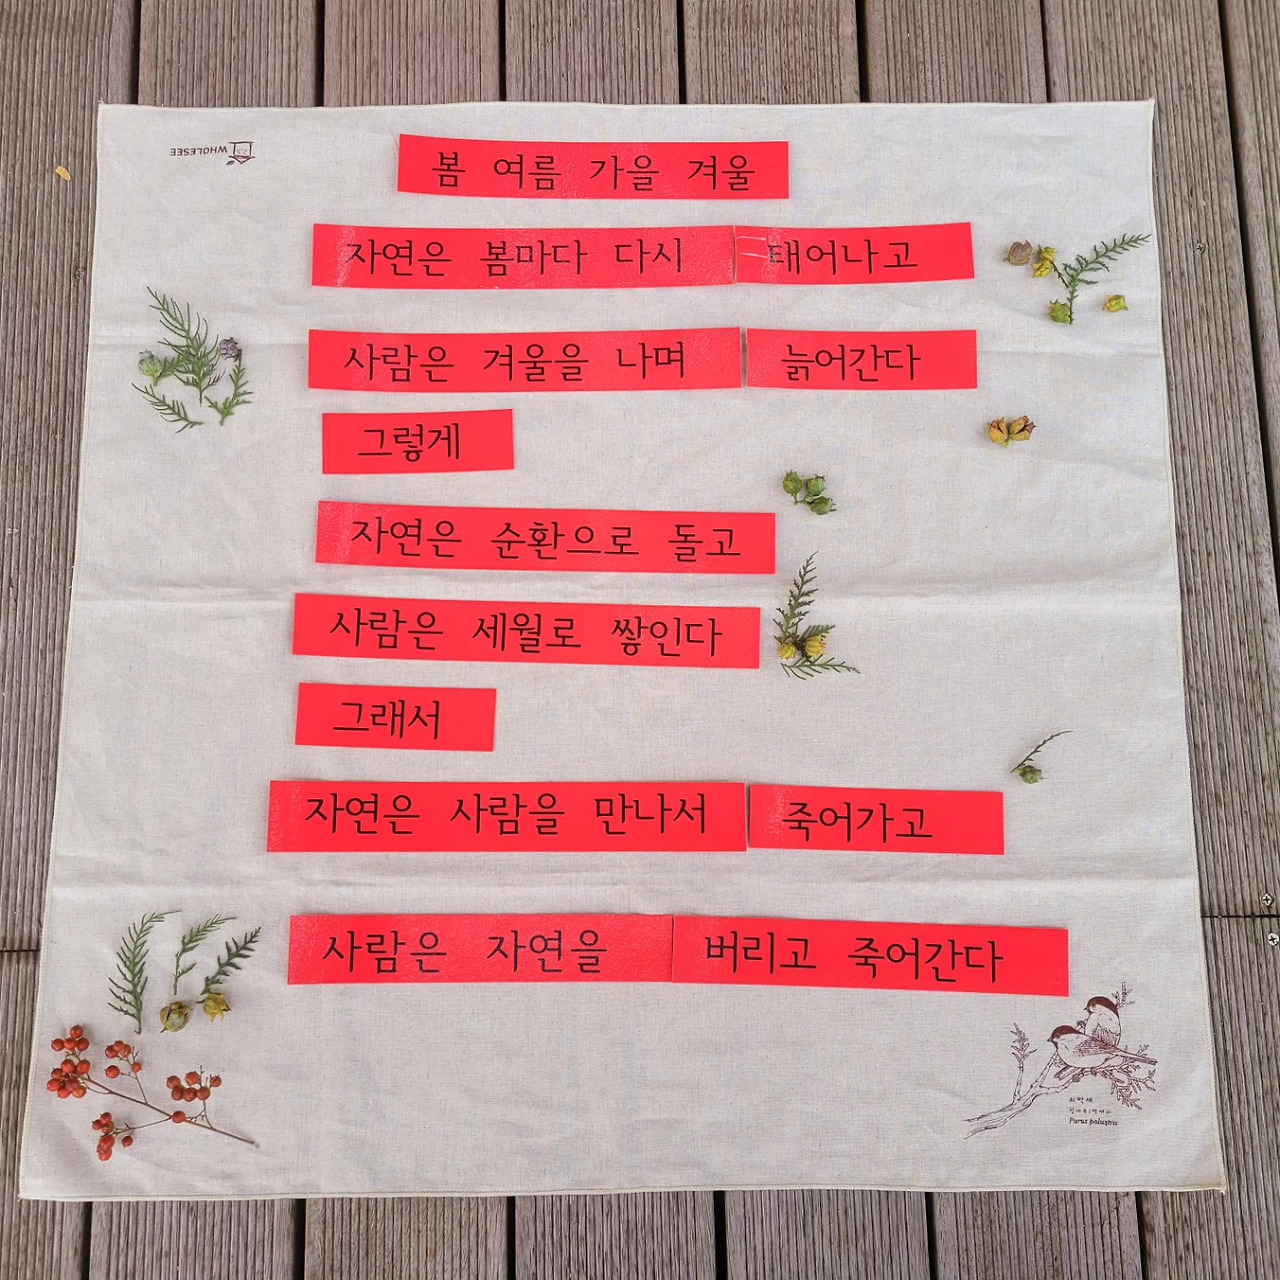 WHOLESEE
봄 여름 가을 겨울
자연은 봄마다 다시 태어나고
사람은 겨울을 나며 늙어간다
그렇게
자연은 순환으로 돌고
사람은 세월로 쌓인다
그래서
자연은 사람을 만나서 죽어가고
사람은 자연을 버리고 죽어간다
쇠박새
Parus palustris